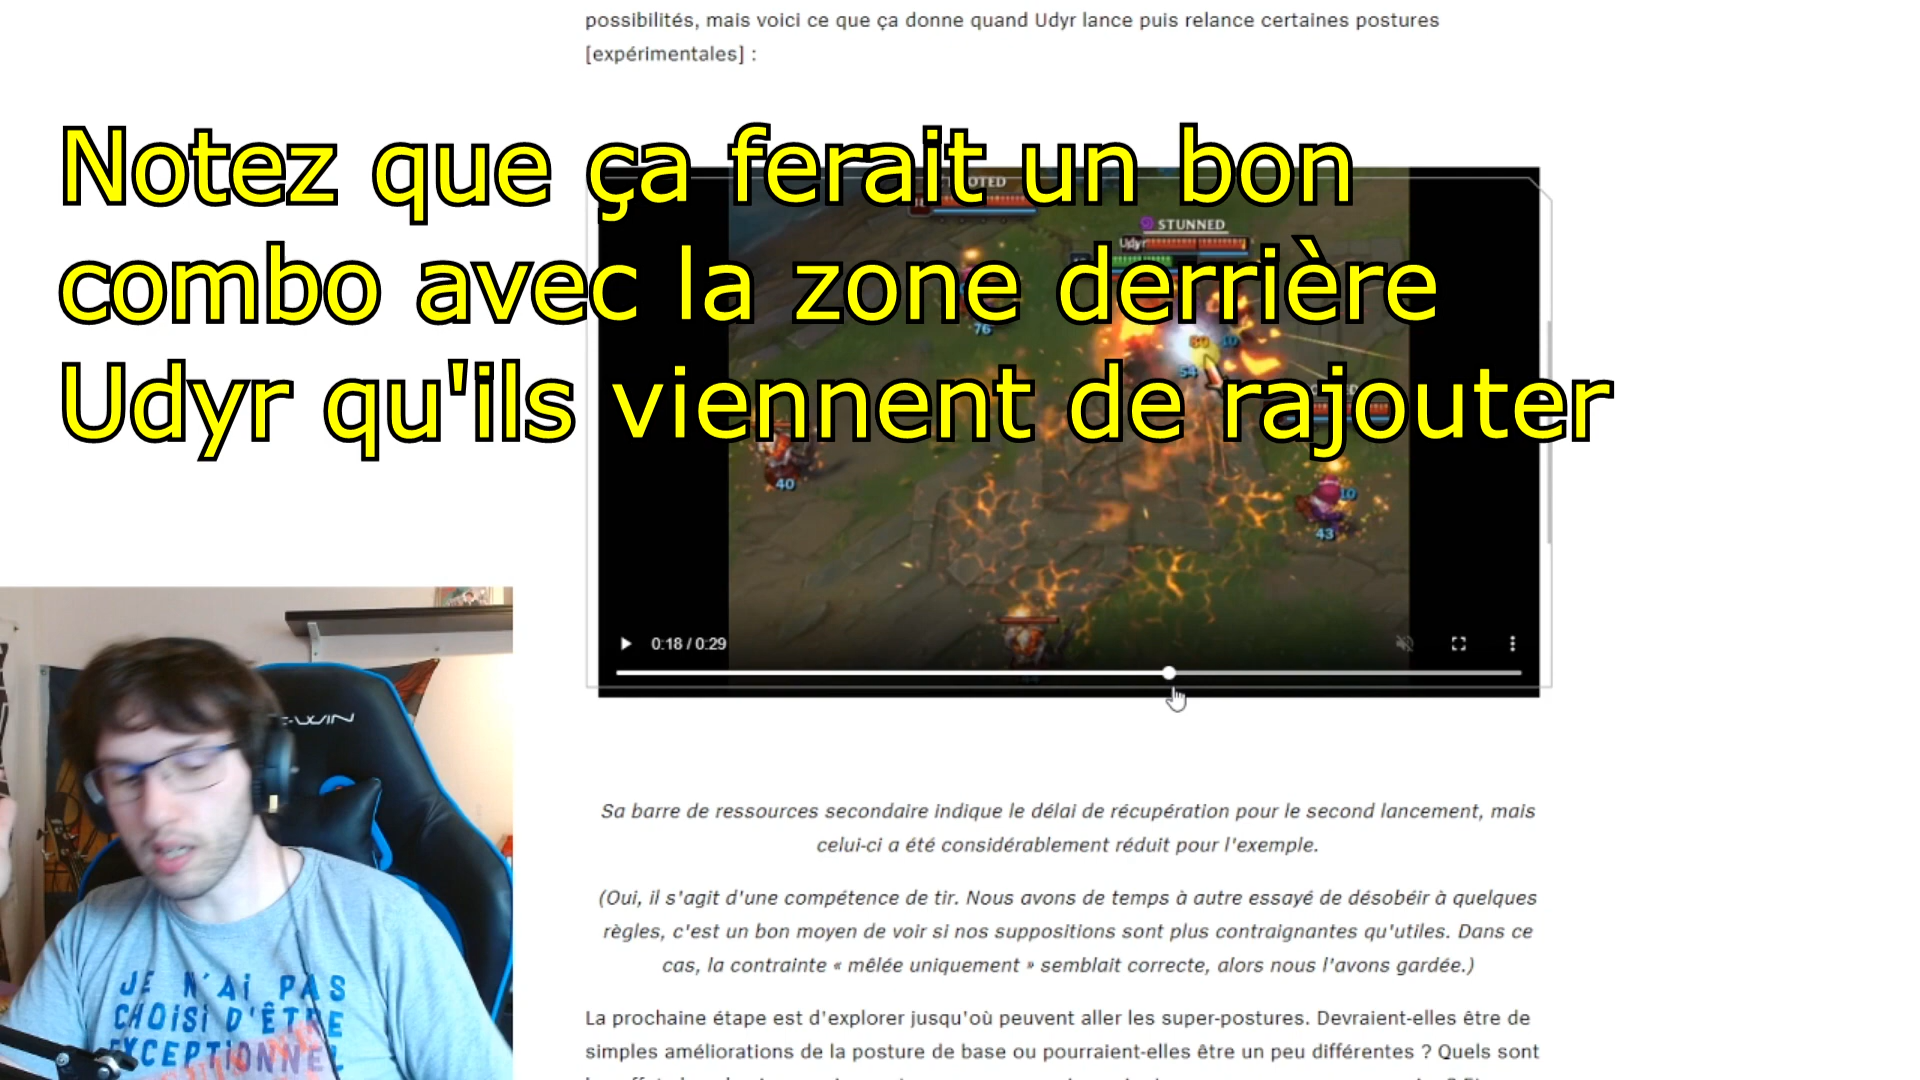 possibilités, mais voici ce que ça donne quand Udyr lance puis relance certaines postures
[expérimentales] :
Notez que ça ferait un bon
combo avec la zone derrière
Udyr qu'ils viennent de rajouter
STUNNED
Udyr
76
80 10
54
40
10
43
0:18 / 0:29
Sa barre de ressources secondaire indique le délai de récupération pour le second lancement, mais
celui-ci a été considérablement réduit pour l'exemple.
(Oui, il s'agit d'une compétence de tir. Nous avons de temps à autre essayé de désobéir à quelques
règles, c'est un bon moyen de voir si nos suppositions sont plus contraignantes qu'utiles. Dans ce
cas, la contrainte « mêlée uniquement » semblait correcte, alors nous l'avons gardée.)
La prochaine étape est d'explorer jusqu'où peuvent aller les super-postures. Devraient-elles être de
simples améliorations de la posture de base ou pourraient-elles être un peu différentes ? Quels sont
JE N'Ai PAS
CHOiSi D'ÊTRE
EXCEPTiONNEL